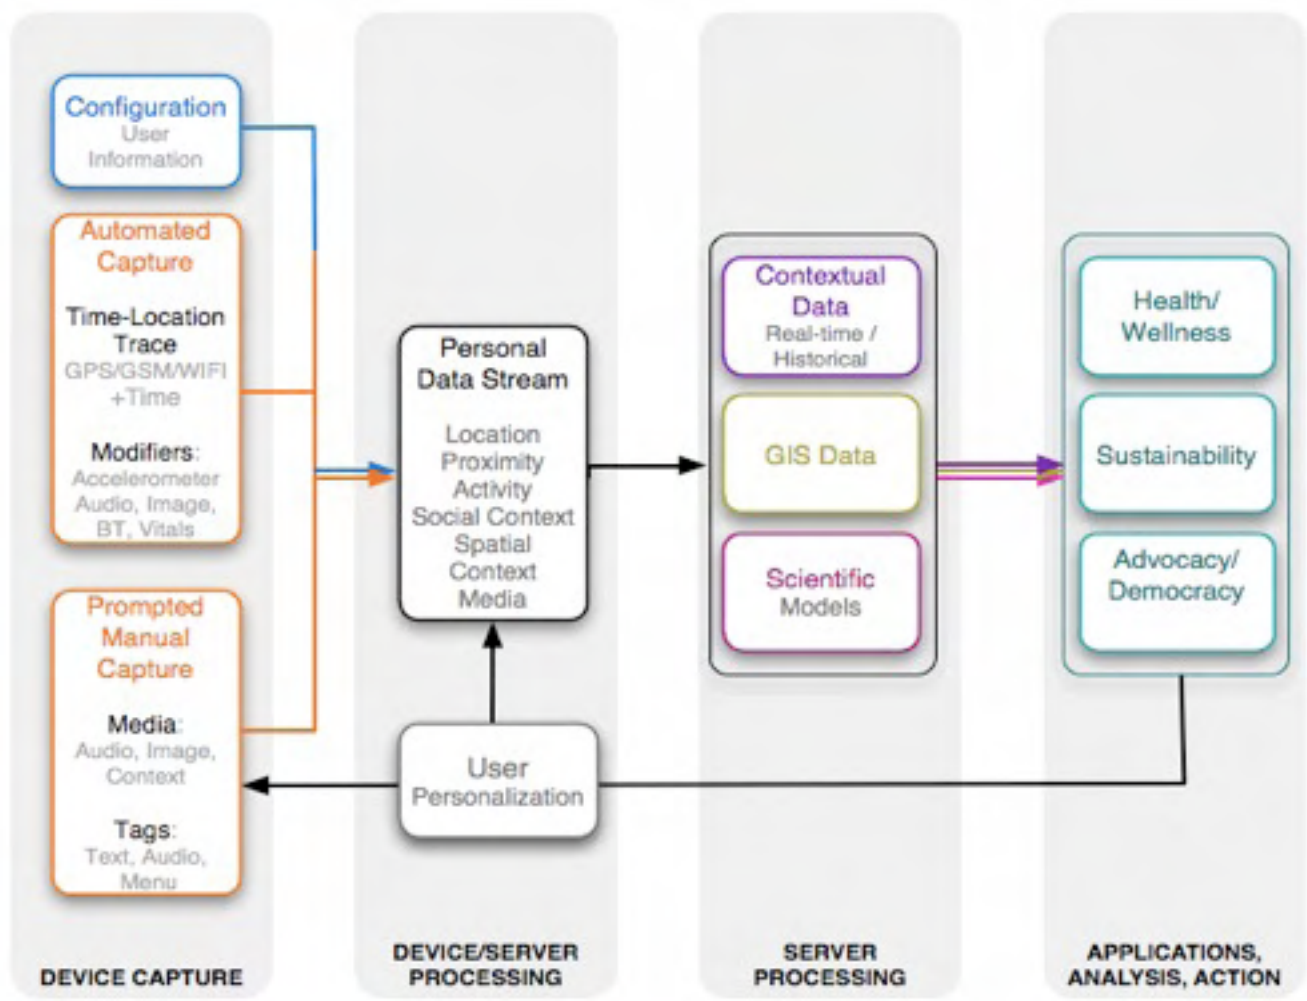 Configuration
User
Information
Automated
Capture
Time-Location
Trace
GPS/GSM/WIFI
+Time
Modifiers:
Accelerometer
Audio, Image,
BT, Vitals
Prompted
Manual
Capture
Media:
Audio, Image,
Context
Tags:
Text, Audio,
Menu
DEVICE CAPTURE
Personal
Data Stream
Location
Proximity
Activity
Social Context
Spatial
Context
Media
User
Personalization
DEVICE/SERVER
PROCESSING
Contextual
Data
Real-time /
Historical
GIS Data
Scientific
Models
SERVER
PROCESSING
Health/
Wellness
Sustainability
Advocacy/
Democracy
APPLICATIONS,
ANALYSIS, ACTION